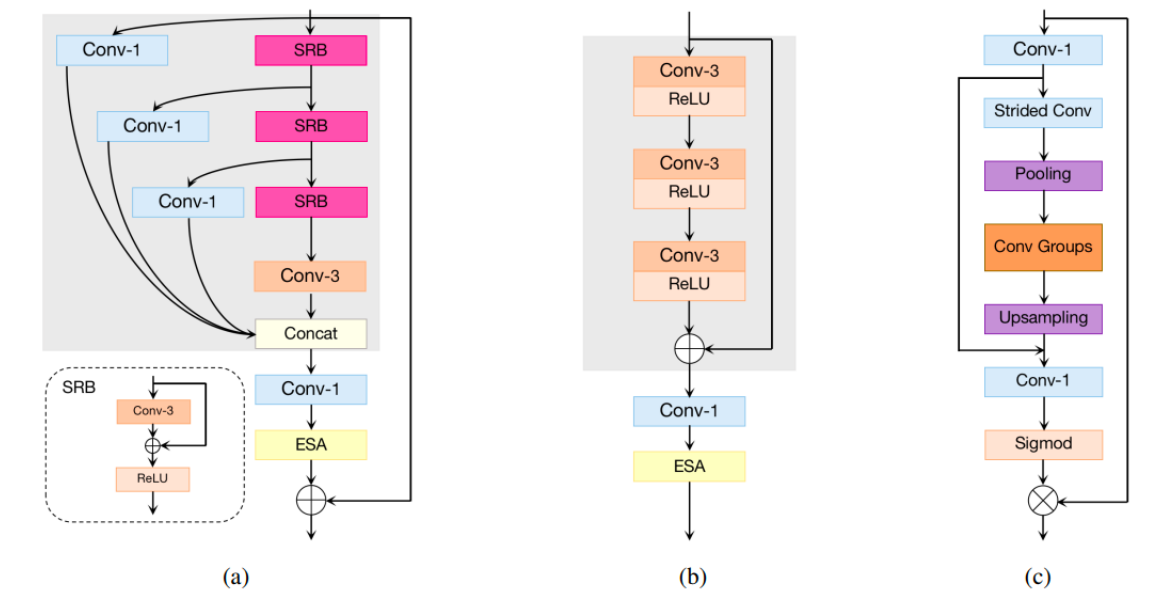 Conv-1
SRB
Conv-1
SRB
Conv-1
SRB
Conv-3
Concat
Conv-1
ESA
SRB
Conv-3
ReLU
(a)
Conv-3
ReLU
Conv-3
ReLU
Conv-3
ReLU
Conv-1
ESA
(b)
Conv-1
Strided Conv
Pooling
Conv Groups
Upsampling
Conv-1
Sigmod
(c)